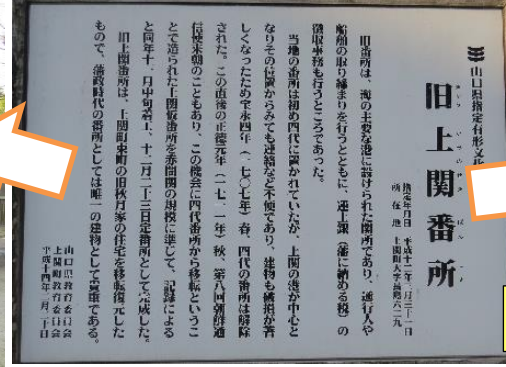 山口県指定有形文化
旧上関番所
指定年月日 平成十二年三月三十一日
所在地 上関町大字長島六二九
旧番所は、海の主要な港に設けられた関所であり、通行人や
船舶の取り締まりを行うとともに、運上課(藩に納める税)の
徴収事務も行うところであった。
当地の番所は初め四代に置かれていたが、上関の港が中心と
なりその位置からみても連絡など不便であり、建物も破損が著
しくなったため宝永四年(一七〇七年)春、四代の番所は解除
された。この直後の正徳元年(一七一一年)秋、第八回朝鮮通
信使来朝のこともあり、この機会に四代番所から移転というこ
とで造られた上関仮番所を赤間関の規模に準じて、記録による
と同年十一月中旬着工、十二月二十三日定番所として完成した。
旧上関番所は、上関町東町の旧秋月家の住宅を移転復元した
もので、藩政時代の番所としては唯一の建物として貴重である。
山口県教育委員会
上関町教育委員会
平成十四年二月二十日